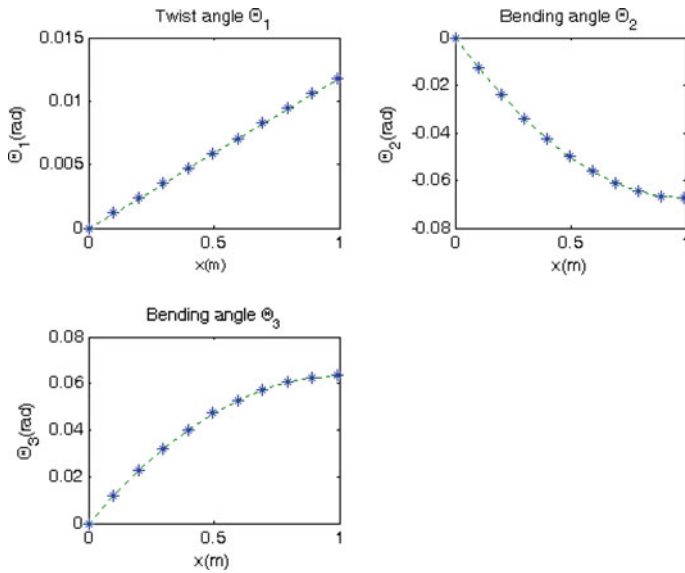 Twist angle Θ1
0.015
0.01
0.005
0
Θ1(rad)
0 0.5 1
x(m)
Bending angle Θ2
0
-0.02
-0.04
-0.06
-0.08
Θ2(rad)
0 0.5 1
x(m)
Bending angle Θ3
0.08
0.06
0.04
0.02
0
Θ3(rad)
0 0.5 1
x(m)